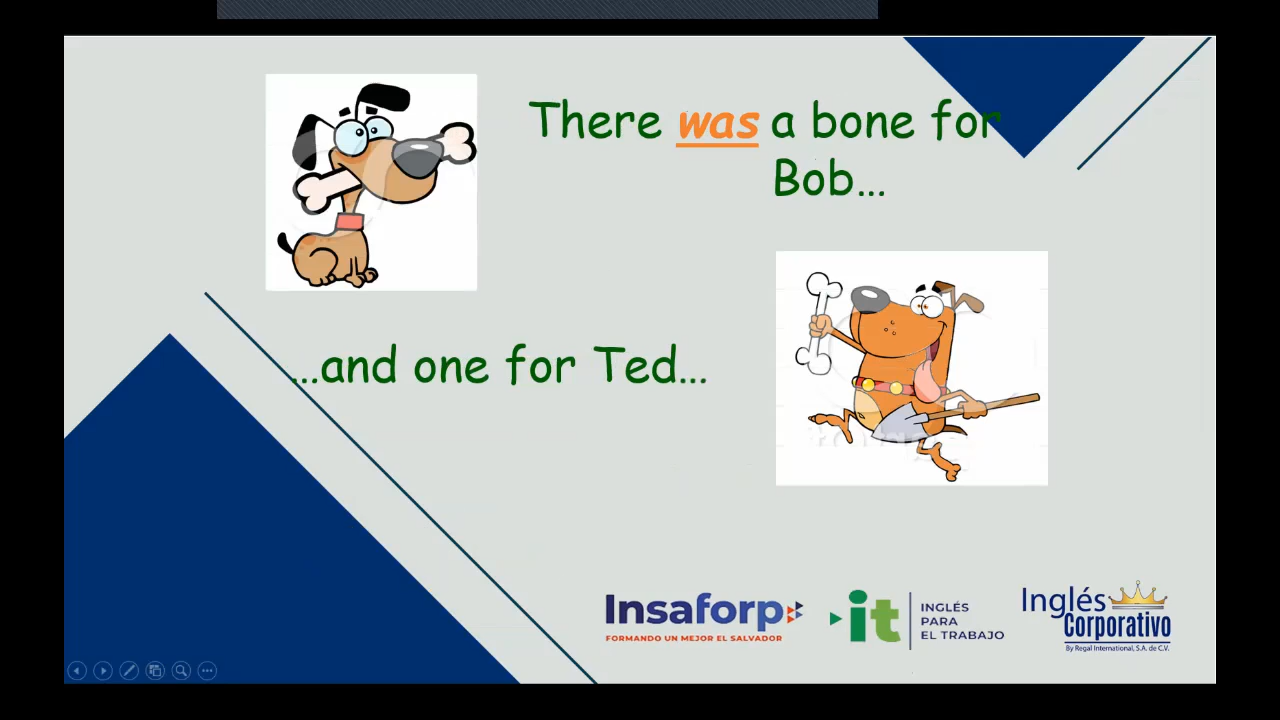 There was a bone for
Bob...
...and one for Ted...
Insaforp
FORMANDO UN MEJOR EL SALVADOR
it
INGLÉS
PARA
EL TRABAJO
Inglés
Corporativo
By Regal International, S.A. de C.V.